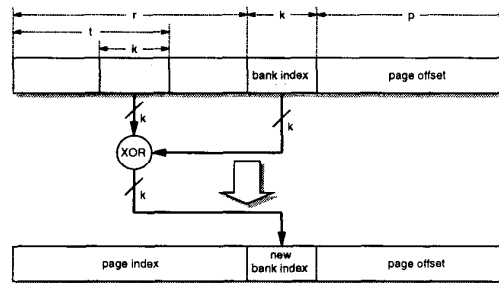 r k p
t
k
bank index page offset
k k
XOR
k
page index new bank index page offset